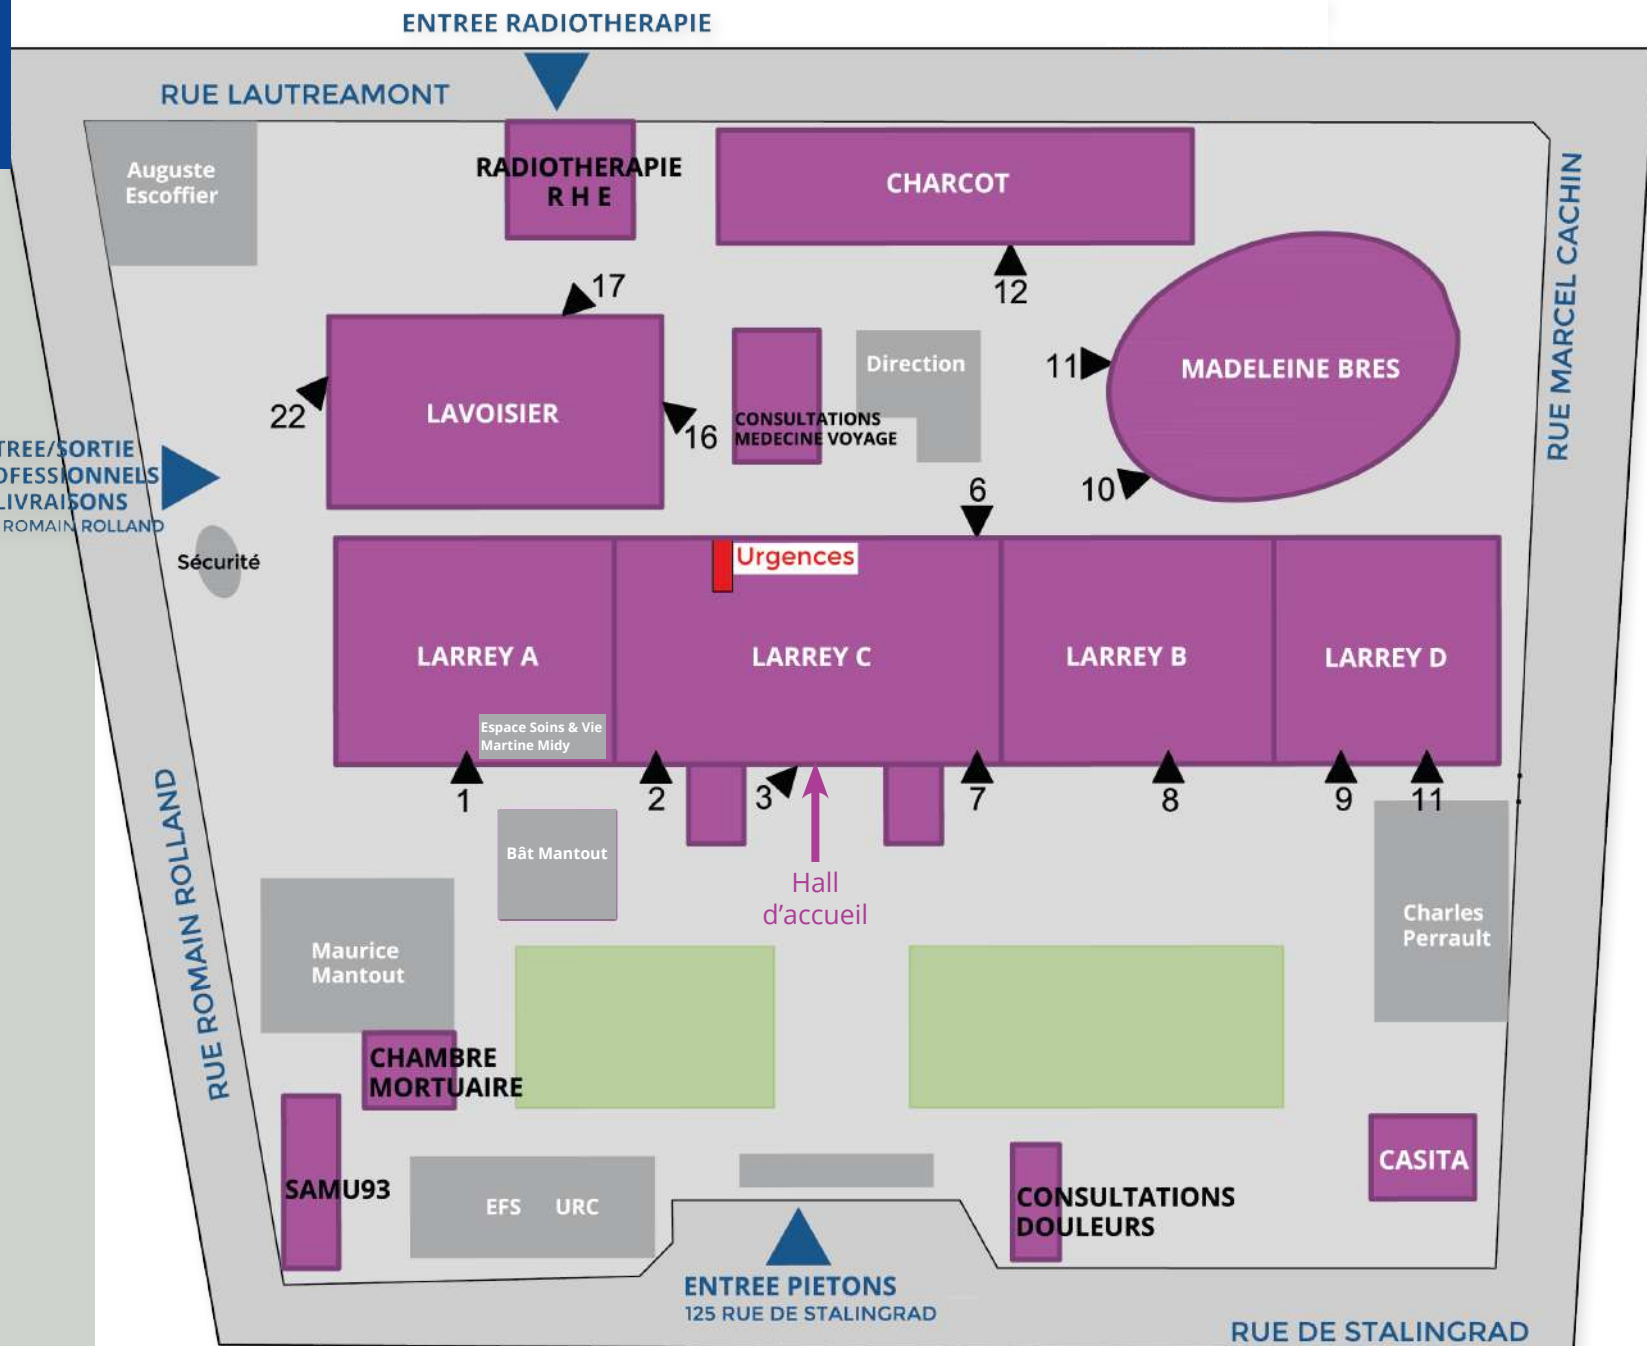 ENTREE RADIOTHERAPIE
RUE LAUTREAMONT
Auguste
Escoffier
RADIOTHERAPIE
R H E
CHARCOT
RUE MARCEL CACHIN
17
12
11
MADELEINE BRES
Direction
22
LAVOISIER
16
CONSULTATIONS
MEDECINE VOYAGE
10
6
TREE/SORTIE
OFESSIONNELS
LIVRAISONS
ROMAIN ROLLAND
Sécurité
Urgences
LARREY A
LARREY C
LARREY B
LARREY D
Espace Soins & Vie
Martine Midy
1
2
3
7
8
9
11
RUE ROMAIN ROLLAND
Bât Mantout
Hall
d’accueil
Charles
Perrault
Maurice
Mantout
CHAMBRE
MORTUAIRE
SAMU93
EFS URC
CONSULTATIONS
DOULEURS
CASITA
ENTREE PIETONS
125 RUE DE STALINGRAD
RUE DE STALINGRAD